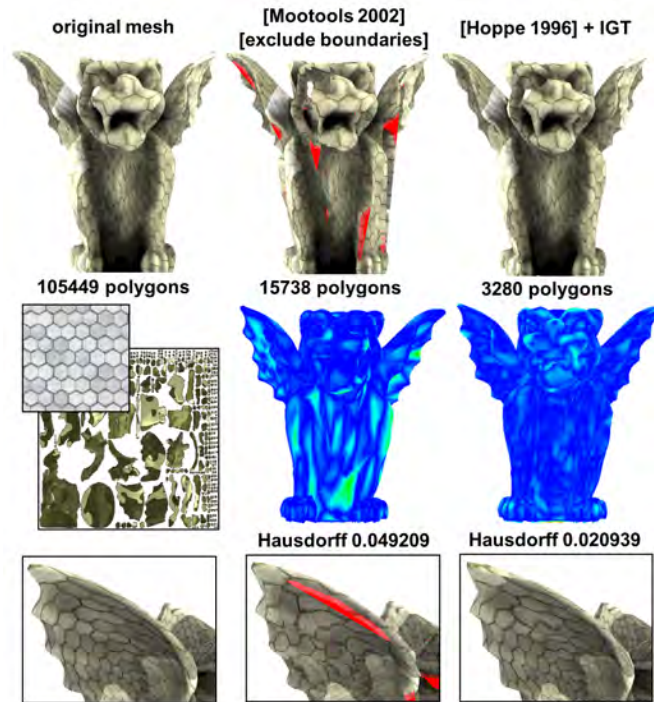 original mesh
[Mootools 2002]
[exclude boundaries]
[Hoppe 1996] + IGT
105449 polygons
15738 polygons
3280 polygons
Hausdorff 0.049209
Hausdorff 0.020939